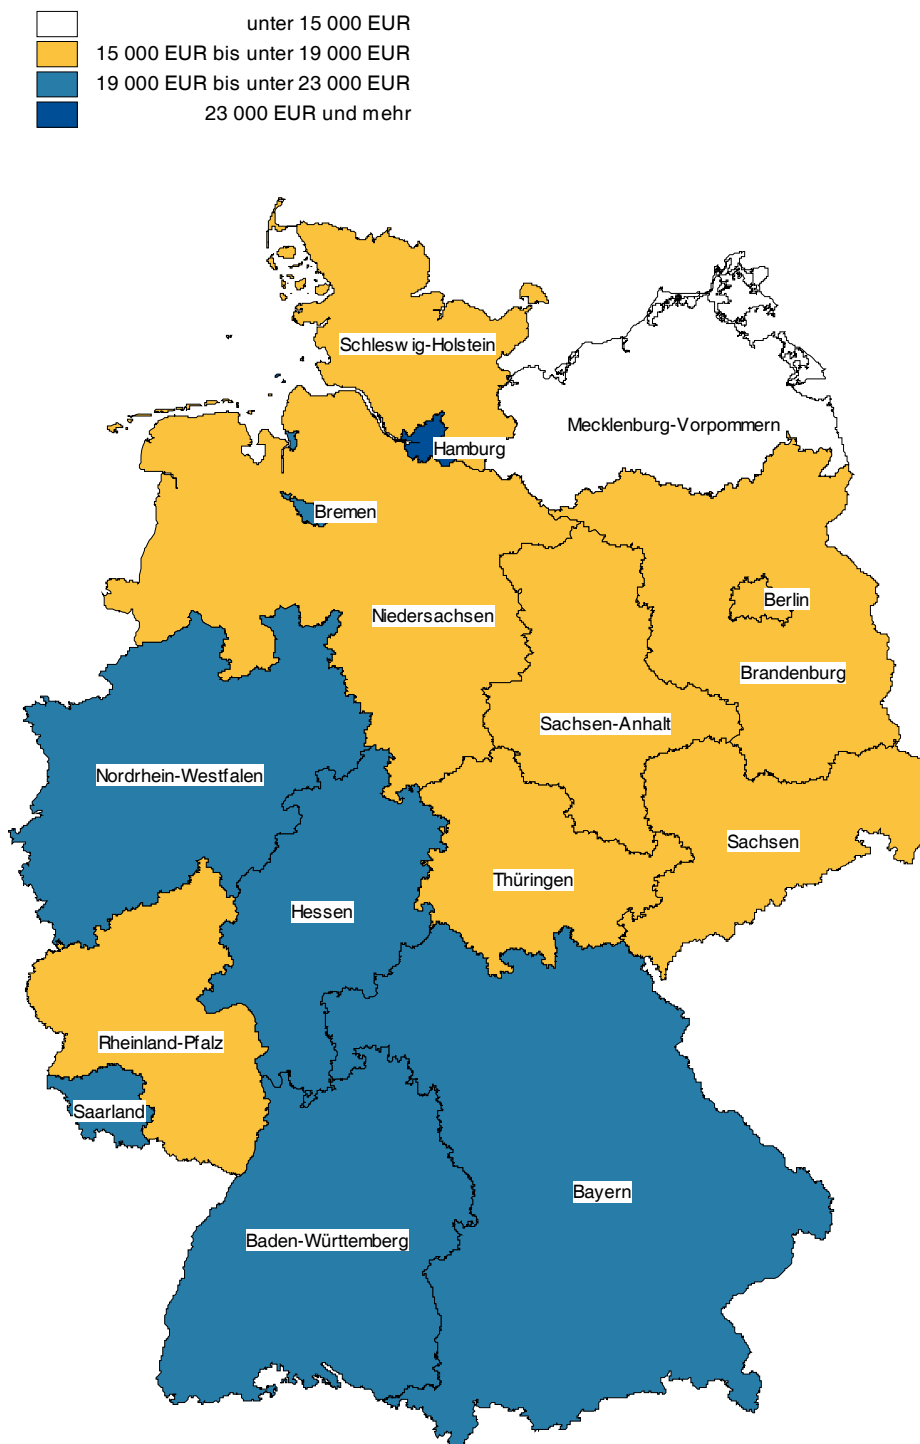 unter 15 000 EUR
15 000 EUR bis unter 19 000 EUR
19 000 EUR bis unter 23 000 EUR
23 000 EUR und mehr
Schleswig-Holstein
Mecklenburg-Vorpommern
Hamburg
Bremen
Berlin
Niedersachsen
Brandenburg
Sachsen-Anhalt
Nordrhein-Westfalen
Sachsen
Thüringen
Hessen
Rheinland-Pfalz
Saarland
Bayern
Baden-Württemberg